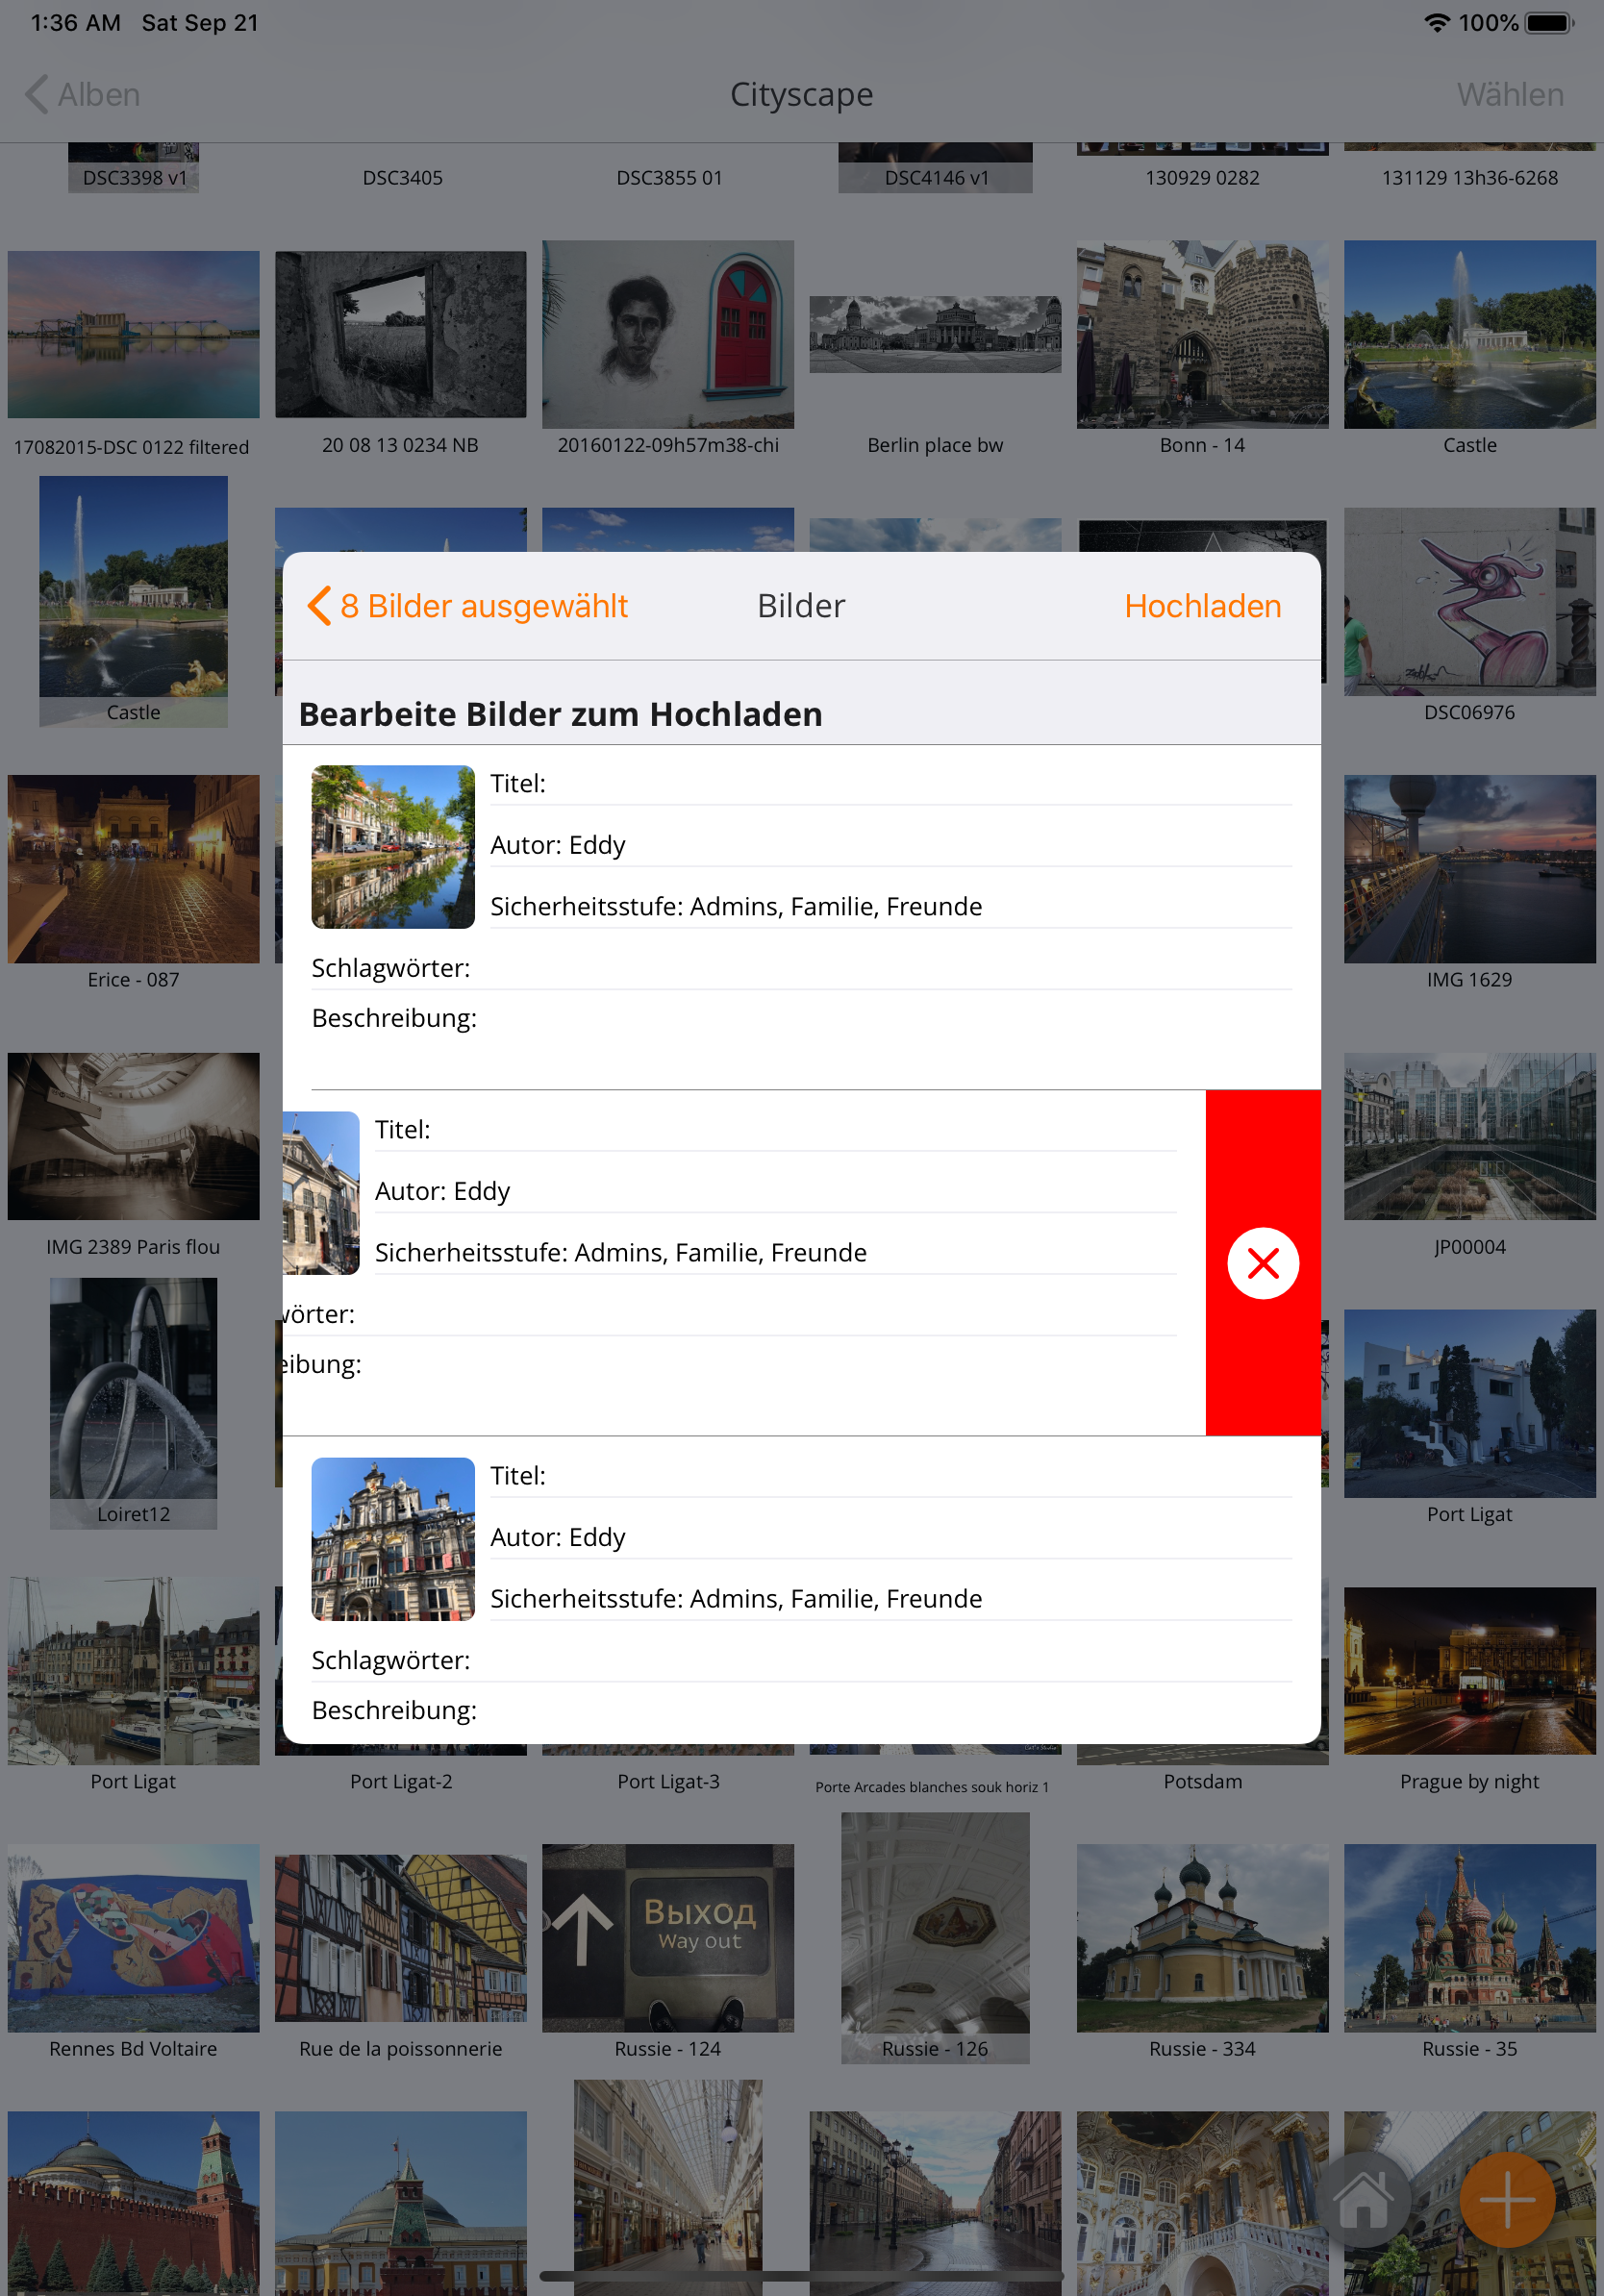 1:36 AM Sat Sep 21
100%
Alben
Cityscape
Wählen
DSC3398 v1
DSC3405
DSC3855 01
DSC4146 v1
130929 0282
131129 13h36-6268
17082015-DSC 0122 filtered
20 08 13 0234 NB
20160122-09h57m38-chi
Berlin place bw
Bonn - 14
Castle
Castle
DSC06976
8 Bilder ausgewählt
Bilder
Hochladen
Bearbeite Bilder zum Hochladen
Titel:
Autor: Eddy
Sicherheitsstufe: Admins, Familie, Freunde
Schlagwörter:
Beschreibung:
Erice - 087
IMG 1629
Titel:
Autor: Eddy
Sicherheitsstufe: Admins, Familie, Freunde
wörter:
eibung:
IMG 2389 Paris flou
JP00004
Titel:
Autor: Eddy
Sicherheitsstufe: Admins, Familie, Freunde
Schlagwörter:
Beschreibung:
Loiret12
Port Ligat
Port Ligat
Port Ligat-2
Port Ligat-3
Porte Arcades blanches souk horiz 1
Potsdam
Prague by night
Выход
Way out
Rennes Bd Voltaire
Rue de la poissonnerie
Russie - 124
Russie - 126
Russie - 334
Russie - 35